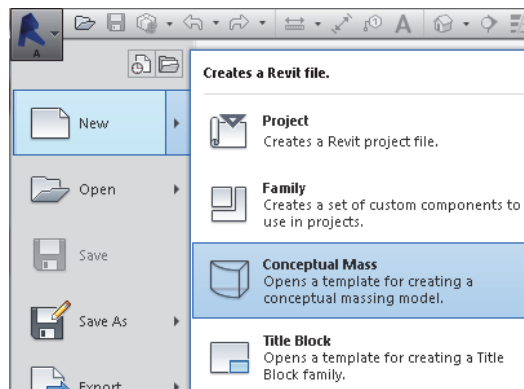 A
A
Creates a Revit file.
New
Project
Creates a Revit project file.
Open
Family
Creates a set of custom components to
use in projects.
Save
Conceptual Mass
Opens a template for creating a
conceptual massing model.
Save As
Title Block
Opens a template for creating a Title
Block family.
Export